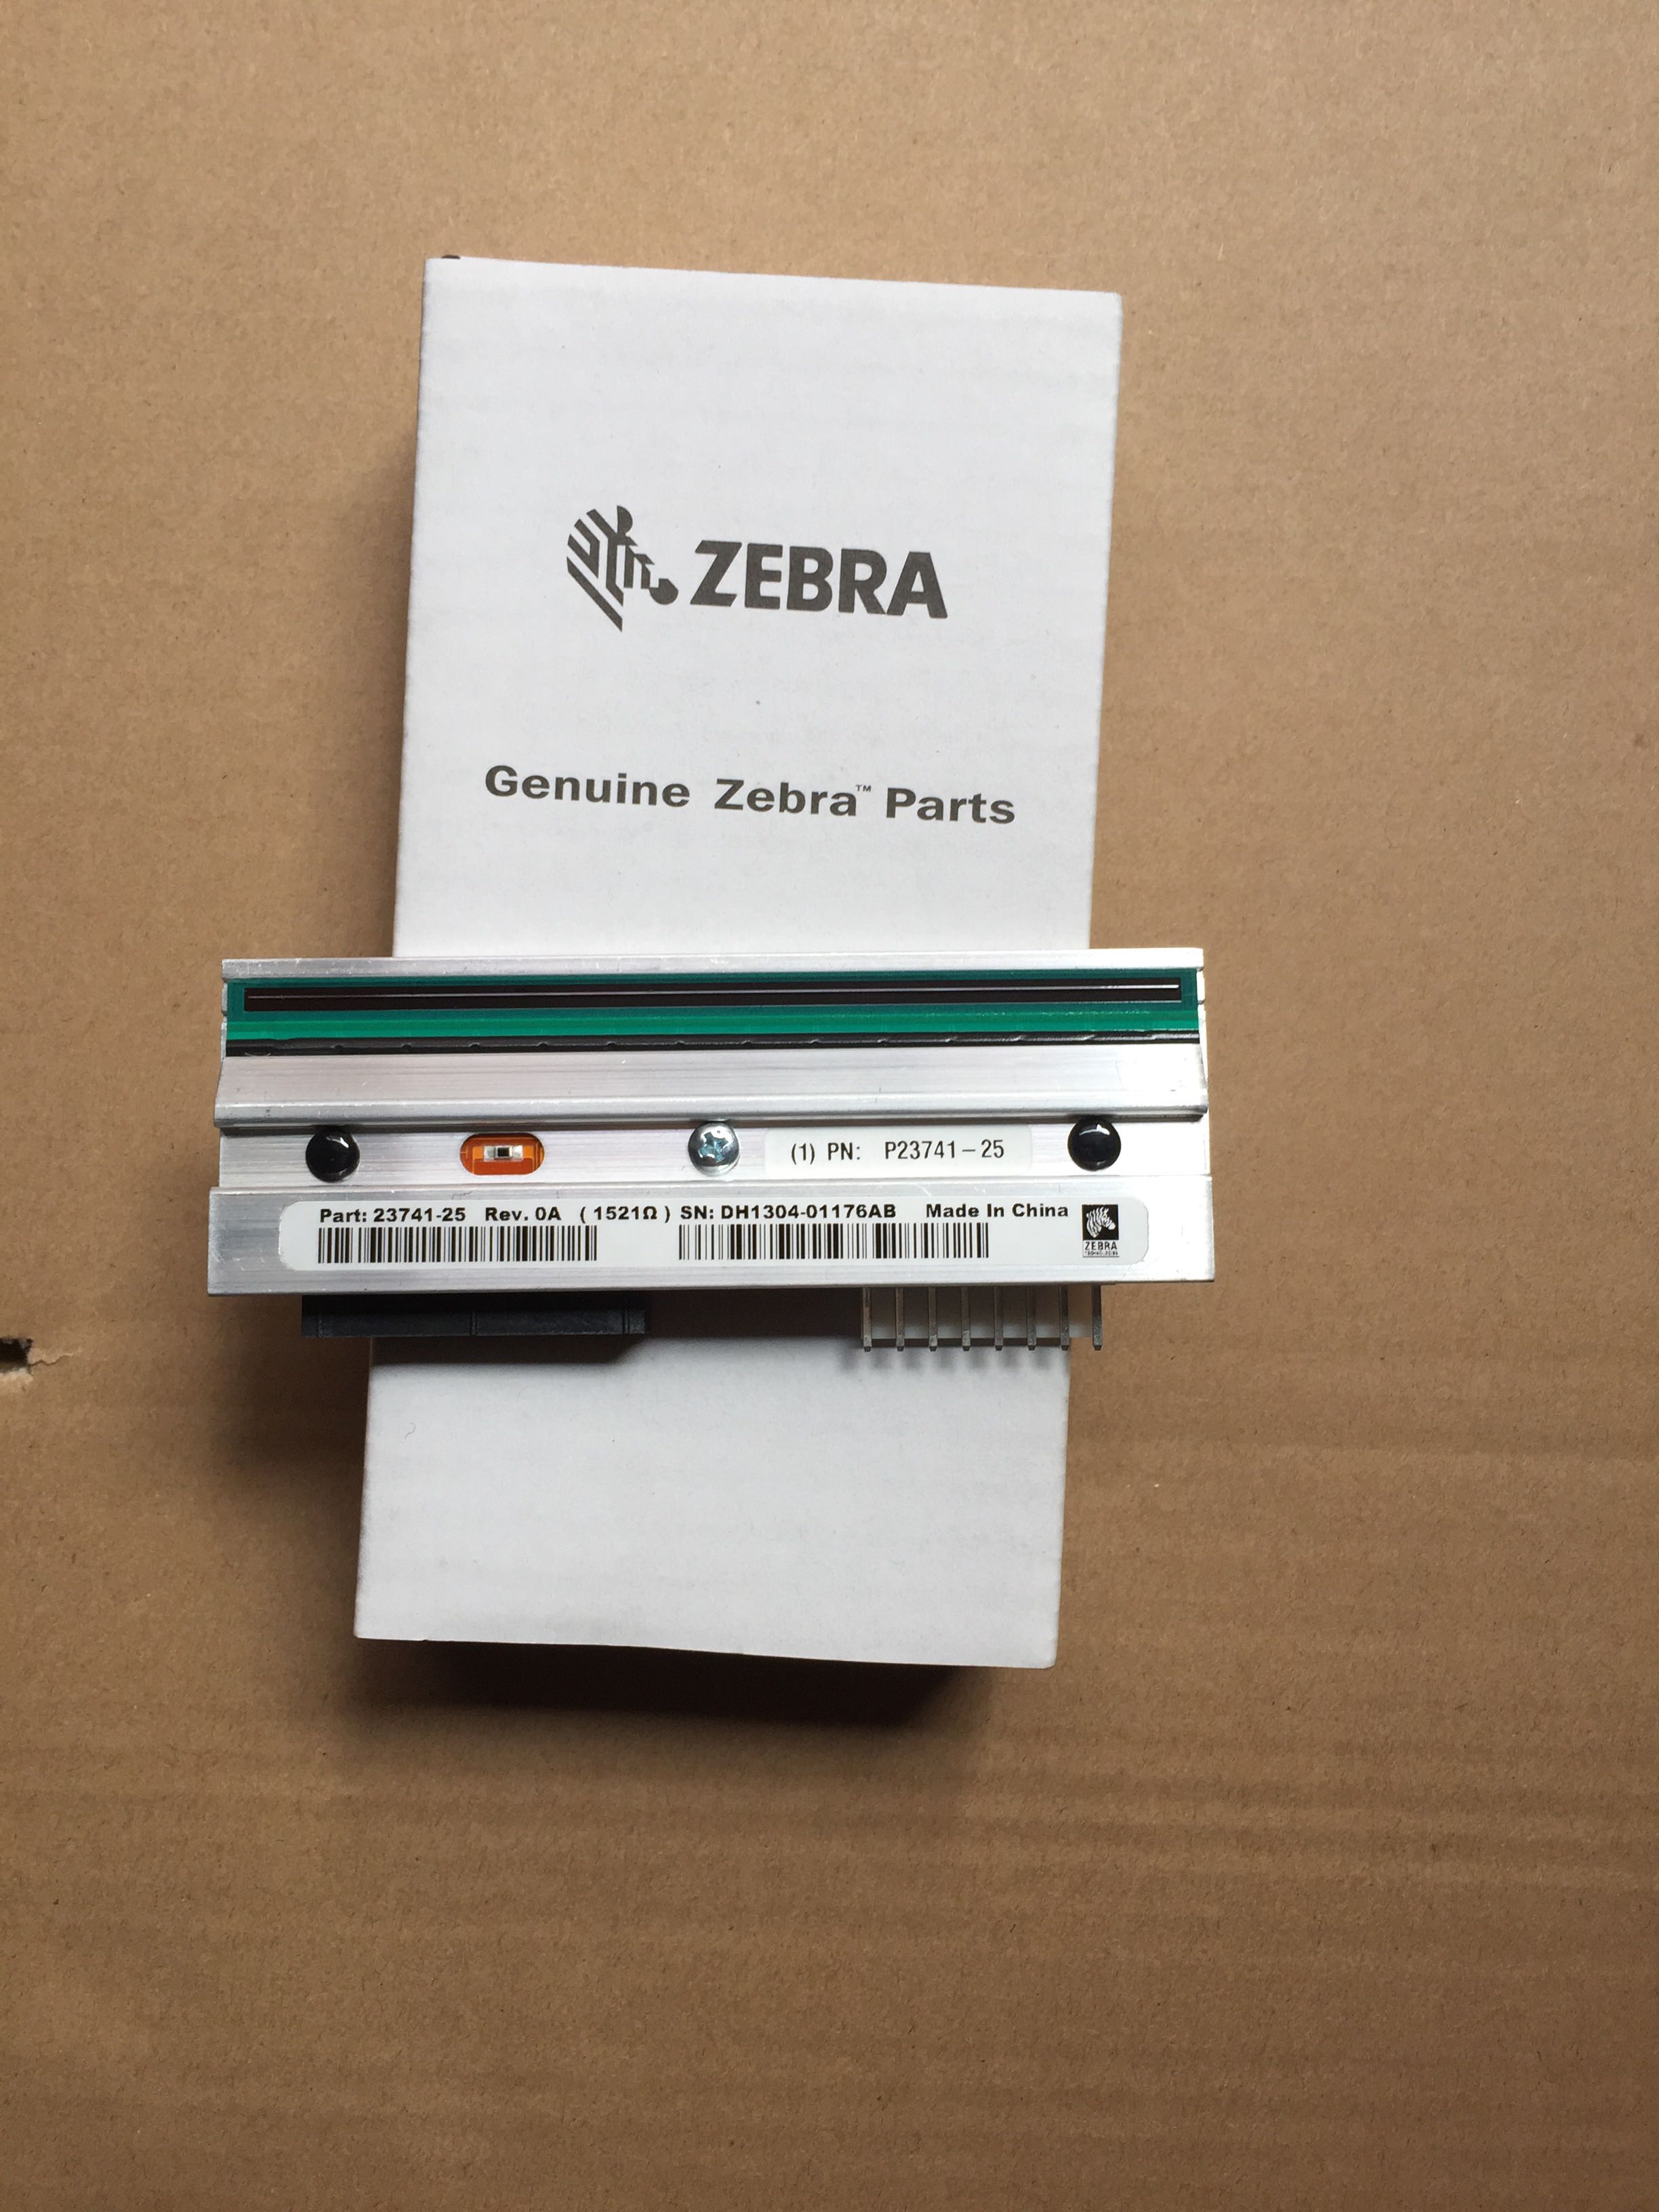 ZEBRA
Genuine Zebra™ Parts
(1) PN: P23741-25
Part: 23741-25 Rev. 0A (1521Ω) SN: DH1304-01176AB Made In China
ZEBRA